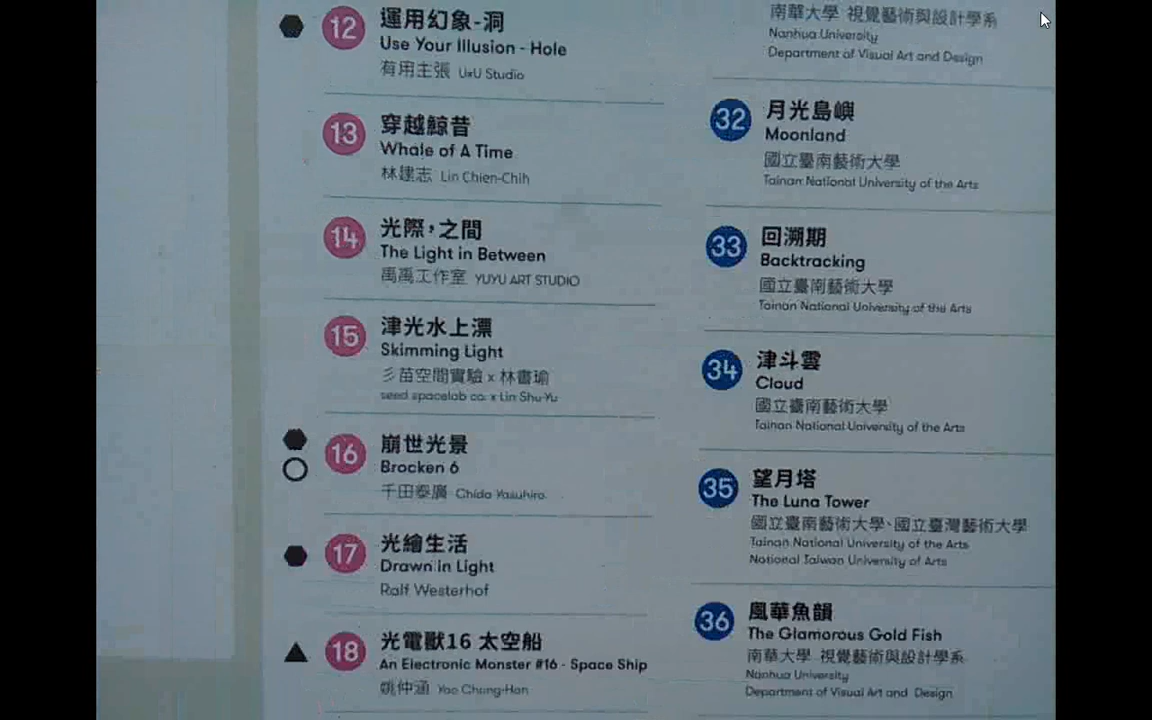 12 運用幻象-洞
Use Your Illusion - Hole
有用主張 UxU Studio
13 穿越鯨昔
Whale of A Time
林建志 Lin Chien-Chih
14 光際，之間
The Light in Between
禹禹工作室 YUYU ART STUDIO
15 津光水上漂
Skimming Light
彡苗空間實驗 x 林書瑜
seed spacelab co. x Lin Shu-Yu
16 崩世光景
Brocken 6
千田泰廣 Chida Yasuhiro
17 光繪生活
Drawn in Light
Ralf Westerhof
18 光電獸16 太空船
An Electronic Monster #16 - Space Ship
姚仲涵 Yao Chung-Han
南華大學 視覺藝術與設計學系
Nanhua University
Department of Visual Art and Design
32 月光島嶼
Moonland
國立臺南藝術大學
Tainan National University of the Arts
33 回溯期
Backtracking
國立臺南藝術大學
Tainan National University of the Arts
34 津斗雲
Cloud
國立臺南藝術大學
Tainan National University of the Arts
35 望月塔
The Luna Tower
國立臺南藝術大學、國立臺灣藝術大學
Tainan National University of the Arts
National Taiwan University of Arts
36 風華魚韻
The Glamorous Gold Fish
南華大學 視覺藝術與設計學系
Nanhua University
Department of Visual Art and Design